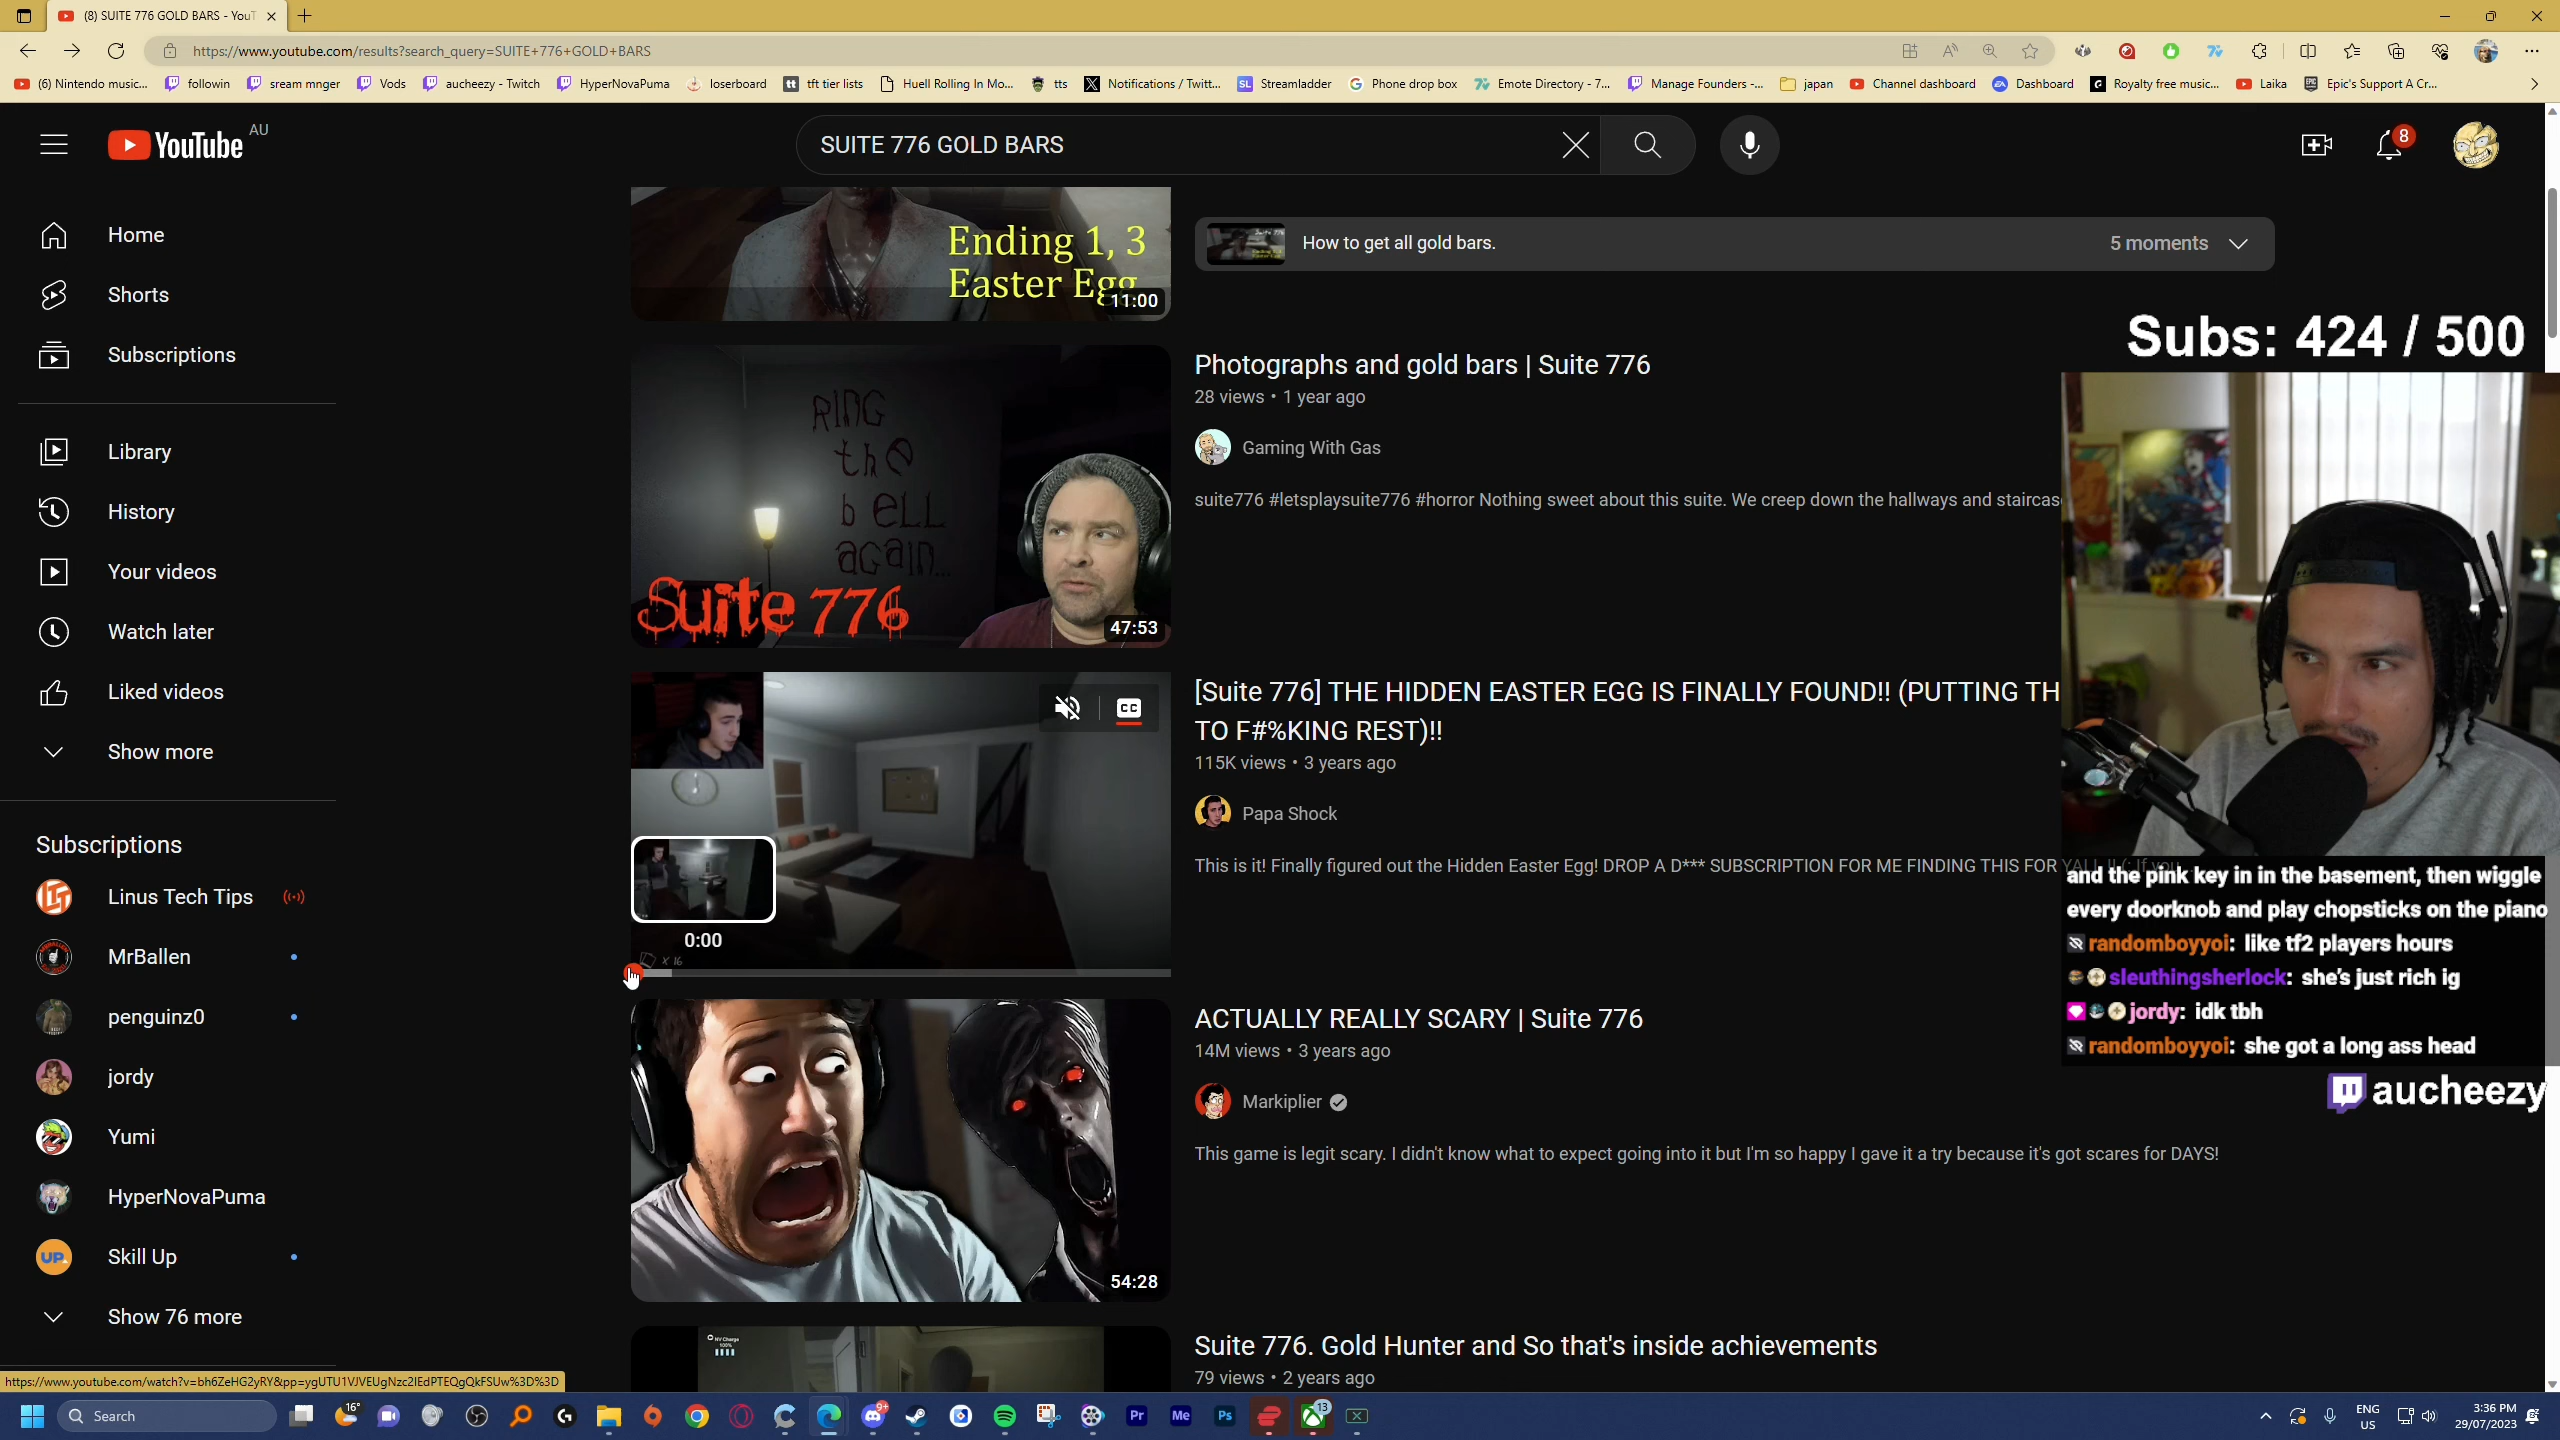 (8) SUITE 776 GOLD BARS - YouT
https://www.youtube.com/results?search_query=SUITE+776+GOLD+BARS
(6) Nintendo music... followin sream mnger Vods aucheezy - Twitch HyperNovaPuma loserboard tft tier lists Huell Rolling In Mo... tts Notifications / Twitt... Streamladder Phone drop box Emote Directory - 7... Manage Founders -... japan Channel dashboard Dashboard Royalty free music... Laika Epic's Support A Cr...
YouTube AU
SUITE 776 GOLD BARS
8
Home
Shorts
Subscriptions
Library
History
Your videos
Watch later
Liked videos
Show more
Subscriptions
Linus Tech Tips
MrBallen
penguinz0
jordy
Yumi
HyperNovaPuma
Skill Up
Show 76 more
Ending 1, 3
Easter Egg
11:00
How to get all gold bars.
5 moments
Subs: 424 / 500
RING
the
bELL
again...
Suite 776
47:53
Photographs and gold bars | Suite 776
28 views • 1 year ago
Gaming With Gas
suite776 #letsplaysuite776 #horror Nothing sweet about this suite. We creep down the hallways and staircas
CC
0:00
X 16
[Suite 776] THE HIDDEN EASTER EGG IS FINALLY FOUND!! (PUTTING TH
TO F#%KING REST)!!
115K views • 3 years ago
Papa Shock
This is it! Finally figured out the Hidden Easter Egg! DROP A D*** SUBSCRIPTION FOR ME FINDING THIS FOR YALL !! (: If you
and the pink key in in the basement, then wiggle
every doorknob and play chopsticks on the piano
randomboyyoi: like tf2 players hours
sleuthingsherlock: she's just rich ig
jordy: idk tbh
randomboyyoi: she got a long ass head
aucheezy
54:28
ACTUALLY REALLY SCARY | Suite 776
14M views • 3 years ago
Markiplier
This game is legit scary. I didn't know what to expect going into it but I'm so happy I gave it a try because it's got scares for DAYS!
NV Charge
100%
Suite 776. Gold Hunter and So that's inside achievements
79 views • 2 years ago
https://www.youtube.com/watch?v=bh6ZeHG2yRY&pp=ygUTU1VJVEUgNzc2IEdPTEQgQkFSUw%3D%3D
Search
16°
9+
Pr
Me
Ps
13
ENG
US
3:36 PM
29/07/2023